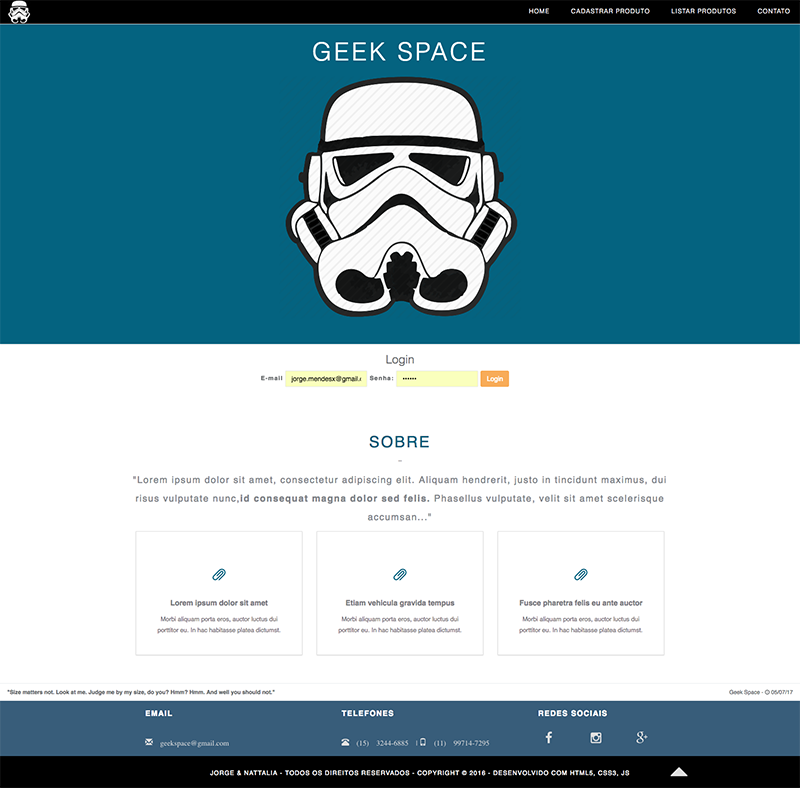 HOME CADASTRAR PRODUTO LISTAR PRODUTOS CONTATO
GEEK SPACE
Login
E-mail jorge.mendesx@gmail. Senha: •••••• Login
SOBRE
"Lorem ipsum dolor sit amet, consectetur adipiscing elit. Aliquam hendrerit, justo in tincidunt maximus, dui
risus vulputate nunc,id consequat magna dolor sed felis. Phasellus vulputate, velit sit amet scelerisque
accumsan..."
Lorem ipsum dolor sit amet
Morbi aliquam porta eros, auctor luctus dui
porttitor eu. In hac habitasse platea dictumst.
Etiam vehicula gravida tempus
Morbi aliquam porta eros, auctor luctus dui
porttitor eu. In hac habitasse platea dictumst.
Fusce pharetra felis eu ante auctor
Morbi aliquam porta eros, auctor luctus dui
porttitor eu. In hac habitasse platea dictumst.
"Size matters not. Look at me. Judge me by my size, do you? Hmm? Hmm. And well you should not."
Geek Space - 05/07/17
EMAIL
geekspace@gmail.com
TELEFONES
(15) 3244-6885 | (11) 99714-7295
REDES SOCIAIS
JORGE & NATTALIA - TODOS OS DIREITOS RESERVADOS - COPYRIGHT © 2016 - DESENVOLVIDO COM HTML5, CSS3, JS